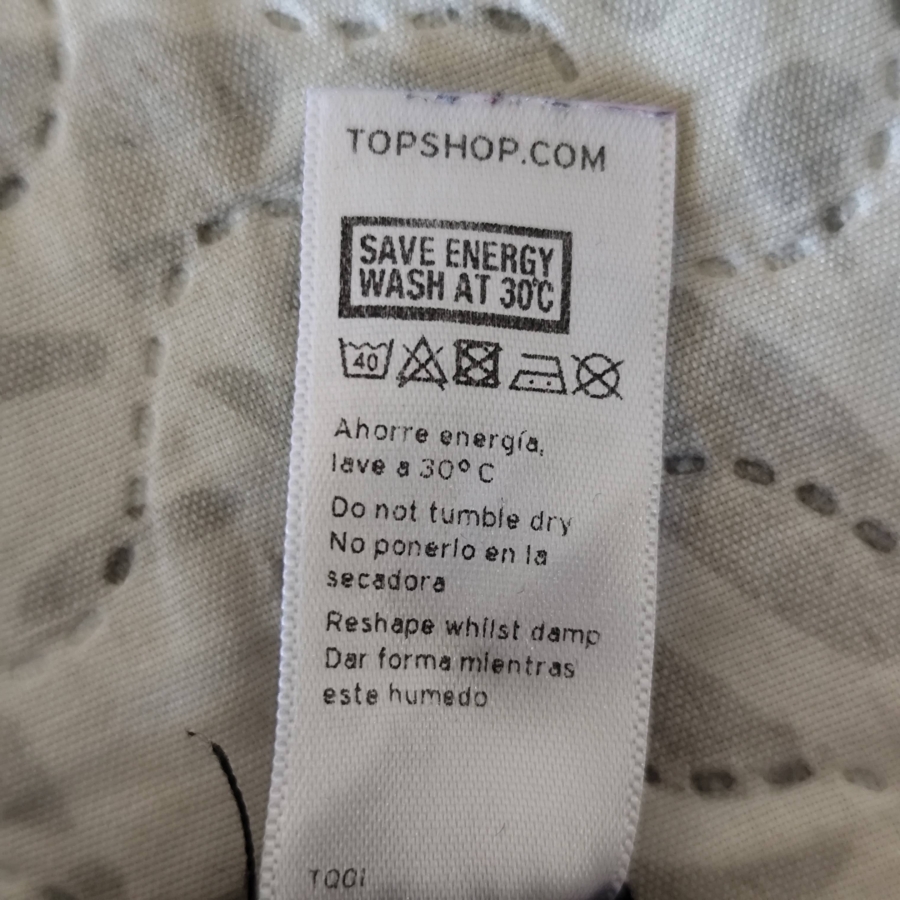 TOPSHOP.COM
SAVE ENERGY
WASH AT 30°C
40
Ahorre energía,
lave a 30º C
Do not tumble dry
No ponerlo en la
secadora
Reshape whilst damp
Dar forma mientras
este humedo
TQ01